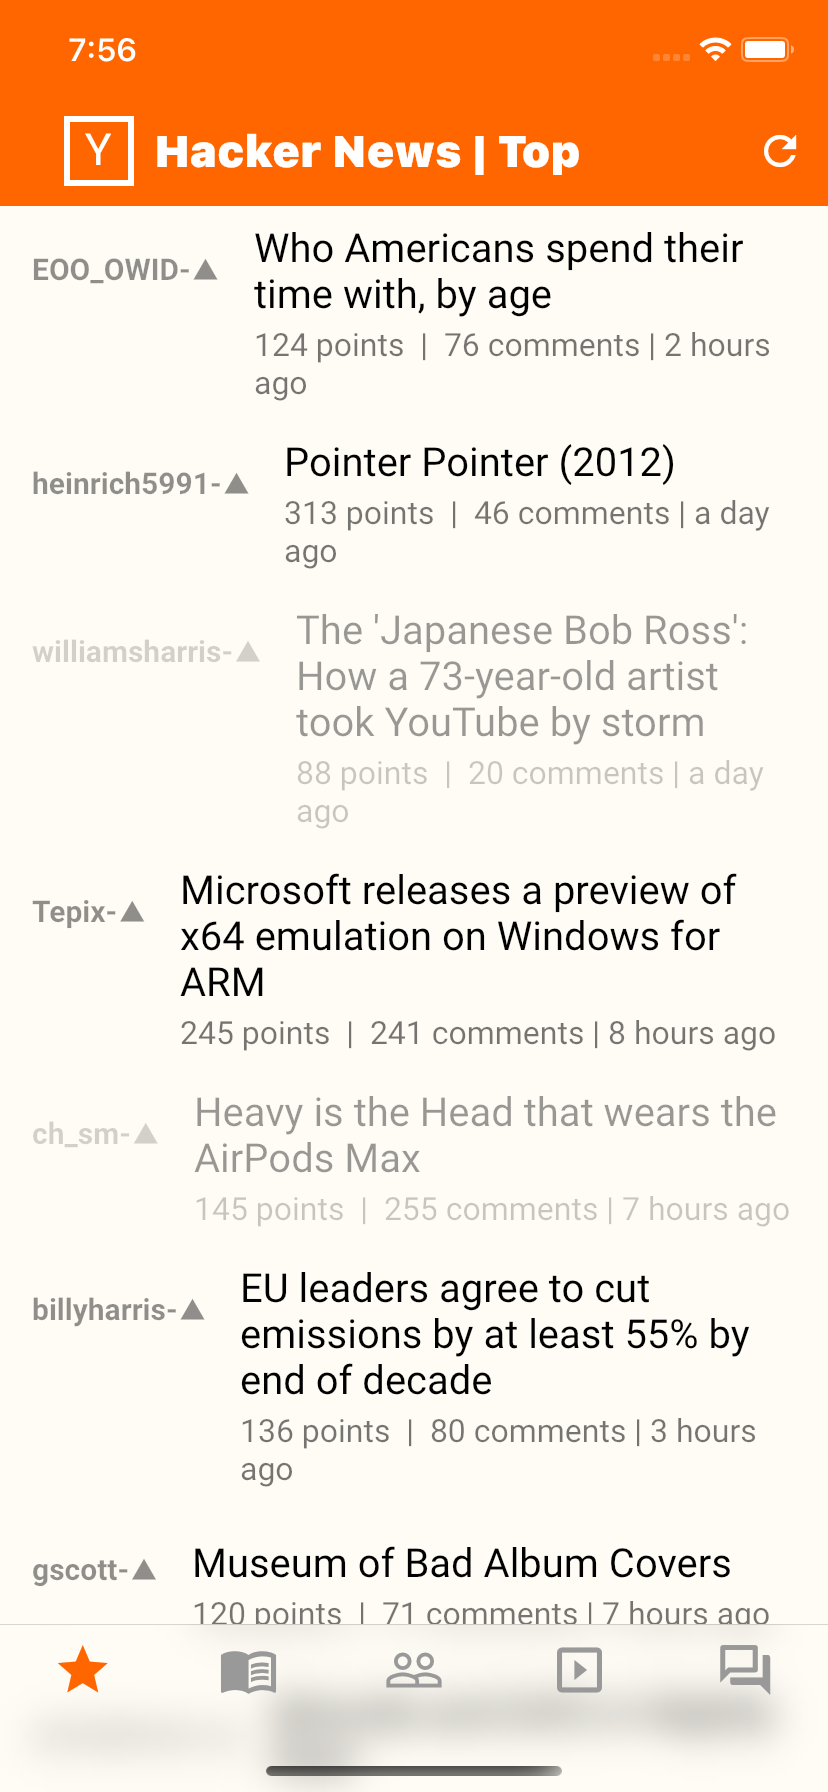 7:56
Y Hacker News | Top
EOO_OWID-▲
Who Americans spend their
time with, by age
124 points | 76 comments | 2 hours
ago
heinrich5991-▲
Pointer Pointer (2012)
313 points | 46 comments | a day
ago
williamsharris-▲
The 'Japanese Bob Ross':
How a 73-year-old artist
took YouTube by storm
88 points | 20 comments | a day
ago
Tepix-▲
Microsoft releases a preview of
x64 emulation on Windows for
ARM
245 points | 241 comments | 8 hours ago
ch_sm-▲
Heavy is the Head that wears the
AirPods Max
145 points | 255 comments | 7 hours ago
billyharris-▲
EU leaders agree to cut
emissions by at least 55% by
end of decade
136 points | 80 comments | 3 hours
ago
gscott-▲
Museum of Bad Album Covers
120 points | 71 comments | 7 hours ago